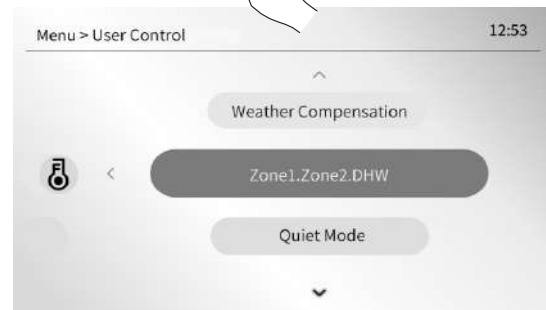 Menu > User Control
12:53
Weather Compensation
Zone1.Zone2.DHW
Quiet Mode